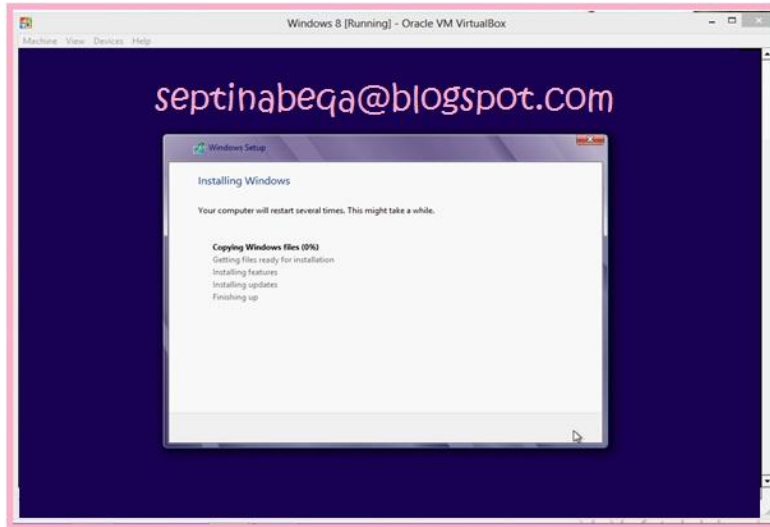 Windows 8 [Running] - Oracle VM VirtualBox
Machine View Devices Help
septinabeqa@blogspot.com
Windows Setup
Installing Windows
Your computer will restart several times. This might take a while.
Copying Windows files (0%)
Getting files ready for installation
Installing features
Installing updates
Finishing up